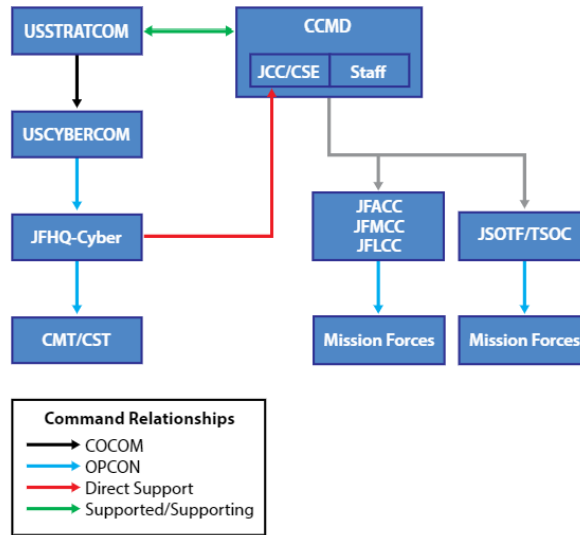 USSTRATCOM
CCMD
JCC/CSE
Staff
USCYBERCOM
JFHQ-Cyber
JFACC
JFMCC
JFLCC
JSOTF/TSOC
CMT/CST
Mission Forces
Mission Forces
Command Relationships
COCOM
OPCON
Direct Support
Supported/Supporting